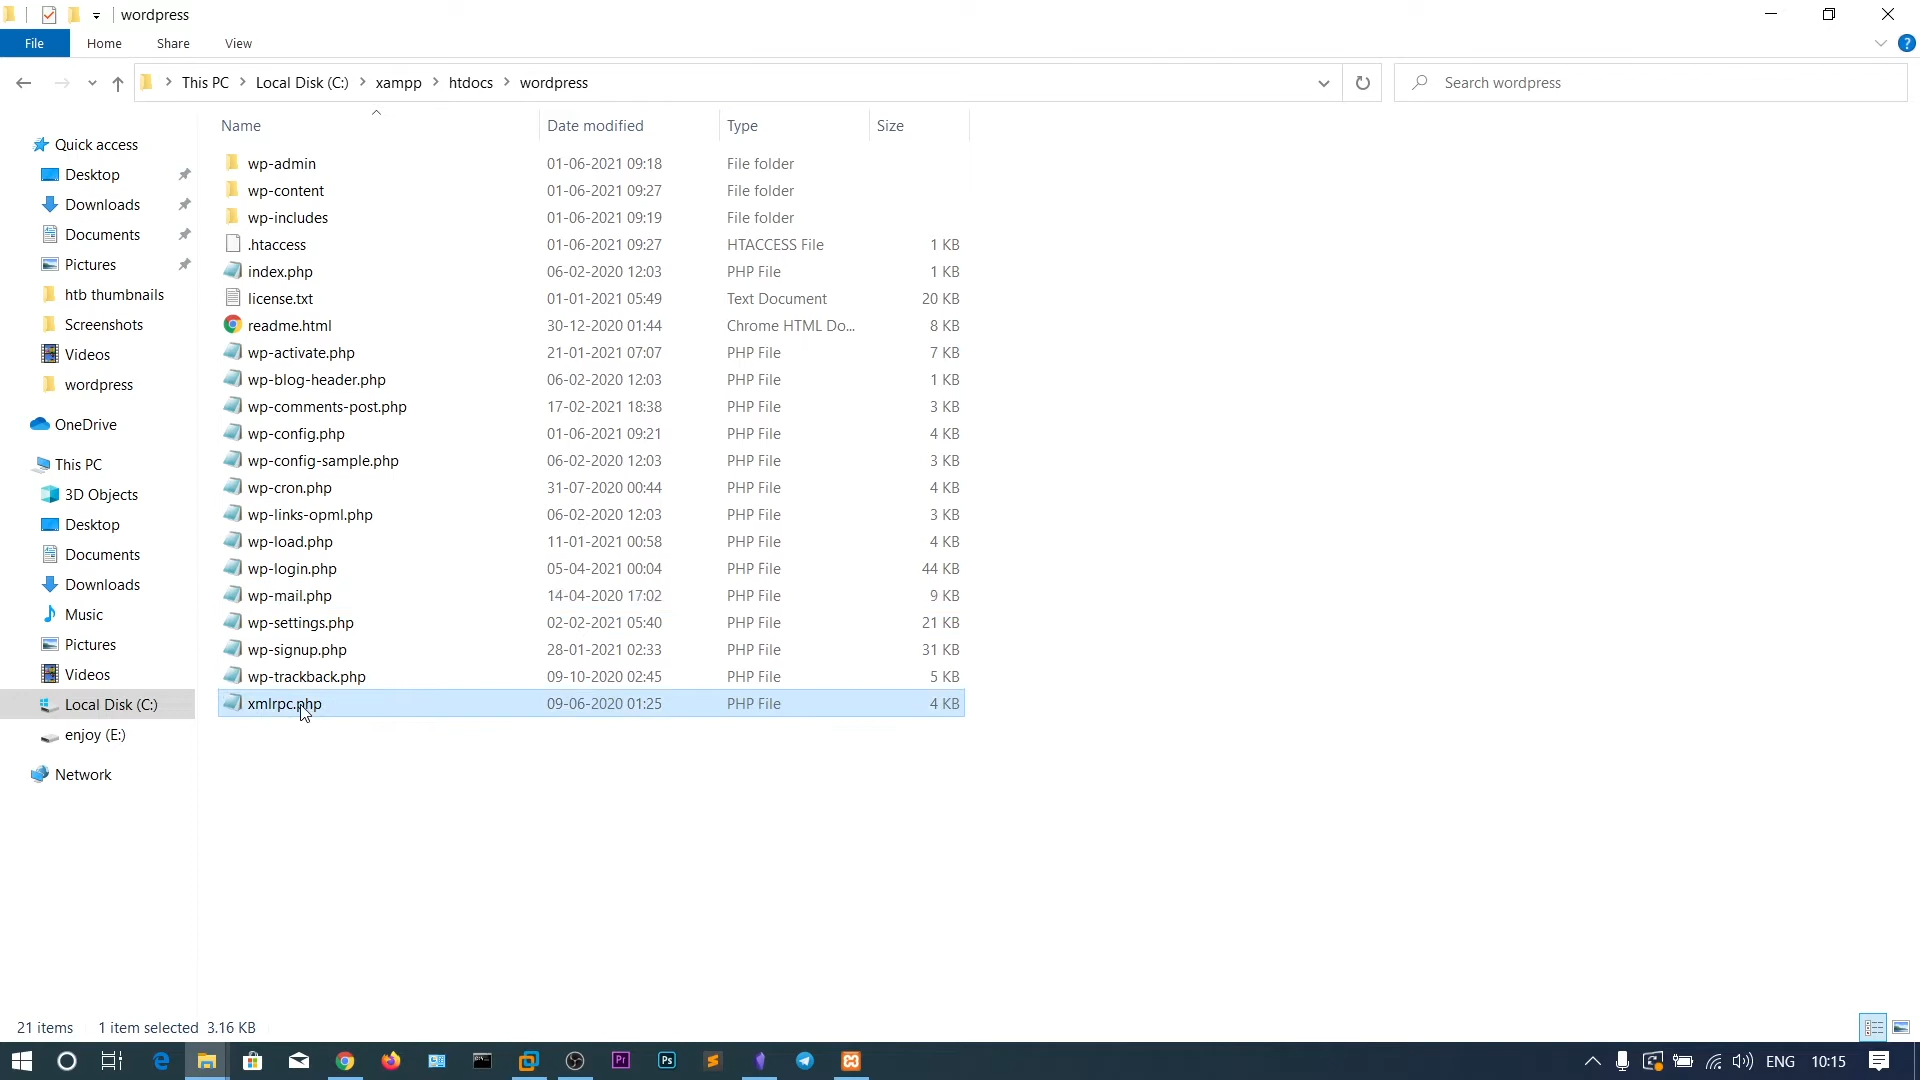 wordpress
File Home Share View
This PC Local Disk (C:) xampp htdocs wordpress
Search wordpress
Name Date modified Type Size
Quick access
Desktop
Downloads
Documents
Pictures
htb thumbnails
Screenshots
Videos
wordpress
OneDrive
This PC
3D Objects
Desktop
Documents
Downloads
Music
Pictures
Videos
Local Disk (C:)
enjoy (E:)
Network
wp-admin 01-06-2021 09:18 File folder
wp-content 01-06-2021 09:27 File folder
wp-includes 01-06-2021 09:19 File folder
.htaccess 01-06-2021 09:27 HTACCESS File 1 KB
index.php 06-02-2020 12:03 PHP File 1 KB
license.txt 01-01-2021 05:49 Text Document 20 KB
readme.html 30-12-2020 01:44 Chrome HTML Do... 8 KB
wp-activate.php 21-01-2021 07:07 PHP File 7 KB
wp-blog-header.php 06-02-2020 12:03 PHP File 1 KB
wp-comments-post.php 17-02-2021 18:38 PHP File 3 KB
wp-config.php 01-06-2021 09:21 PHP File 4 KB
wp-config-sample.php 06-02-2020 12:03 PHP File 3 KB
wp-cron.php 31-07-2020 00:44 PHP File 4 KB
wp-links-opml.php 06-02-2020 12:03 PHP File 3 KB
wp-load.php 11-01-2021 00:58 PHP File 4 KB
wp-login.php 05-04-2021 00:04 PHP File 44 KB
wp-mail.php 14-04-2020 17:02 PHP File 9 KB
wp-settings.php 02-02-2021 05:40 PHP File 21 KB
wp-signup.php 28-01-2021 02:33 PHP File 31 KB
wp-trackback.php 09-10-2020 02:45 PHP File 5 KB
xmlrpc.php 09-06-2020 01:25 PHP File 4 KB
21 items 1 item selected 3.16 KB
Pr Ps ENG 10:15